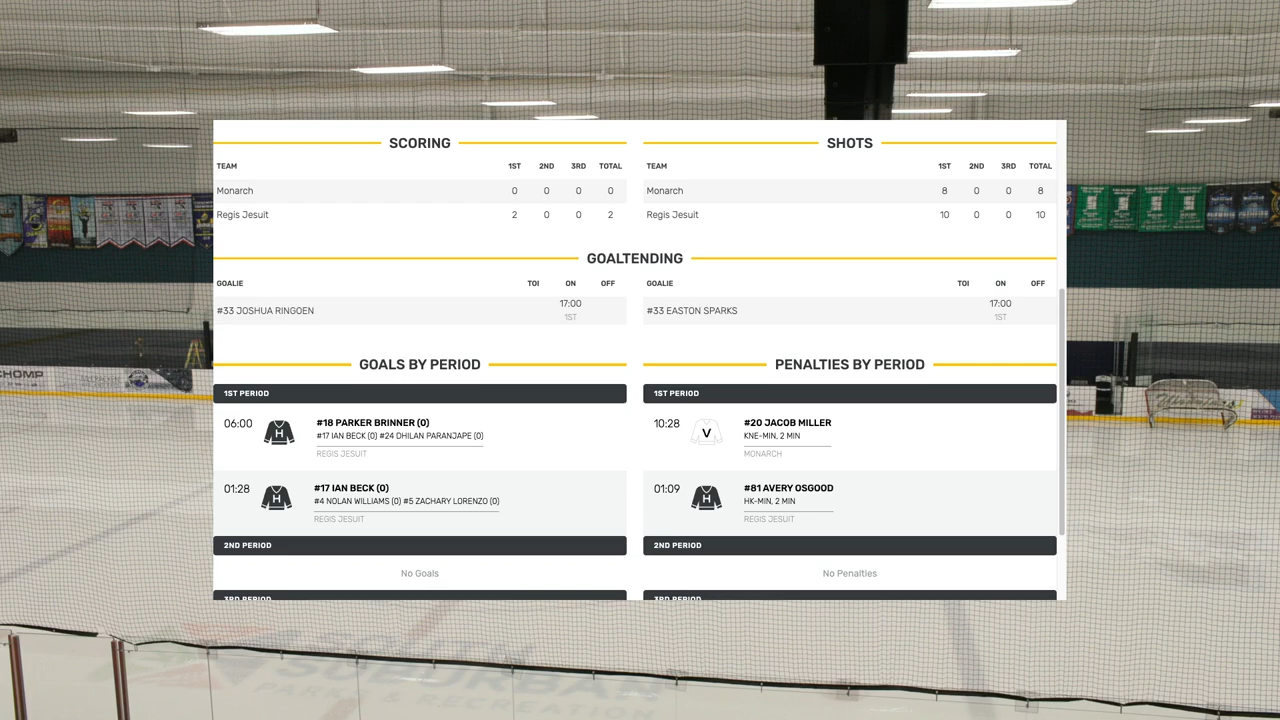 SCORING
TEAM 1ST 2ND 3RD TOTAL
Monarch 0 0 0 0
Regis Jesuit 2 0 0 2
SHOTS
TEAM 1ST 2ND 3RD TOTAL
Monarch 8 0 0 8
Regis Jesuit 10 0 0 10
GOALTENDING
GOALIE TOI ON OFF
#33 JOSHUA RINGOEN 17:00
1ST
GOALIE TOI ON OFF
#33 EASTON SPARKS 17:00
1ST
GOALS BY PERIOD
1ST PERIOD
06:00 H #18 PARKER BRINNER (0)
#17 IAN BECK (0) #24 DHILAN PARANJAPE (0)
REGIS JESUIT
01:28 H #17 IAN BECK (0)
#4 NOLAN WILLIAMS (0) #5 ZACHARY LORENZO (0)
REGIS JESUIT
2ND PERIOD
No Goals
3RD PERIOD
PENALTIES BY PERIOD
1ST PERIOD
10:28 V #20 JACOB MILLER
KNE-MIN, 2 MIN
MONARCH
01:09 H #81 AVERY OSGOOD
HK-MIN, 2 MIN
REGIS JESUIT
2ND PERIOD
No Penalties
3RD PERIOD
CHOMP
SOUTH
SUBURBAN